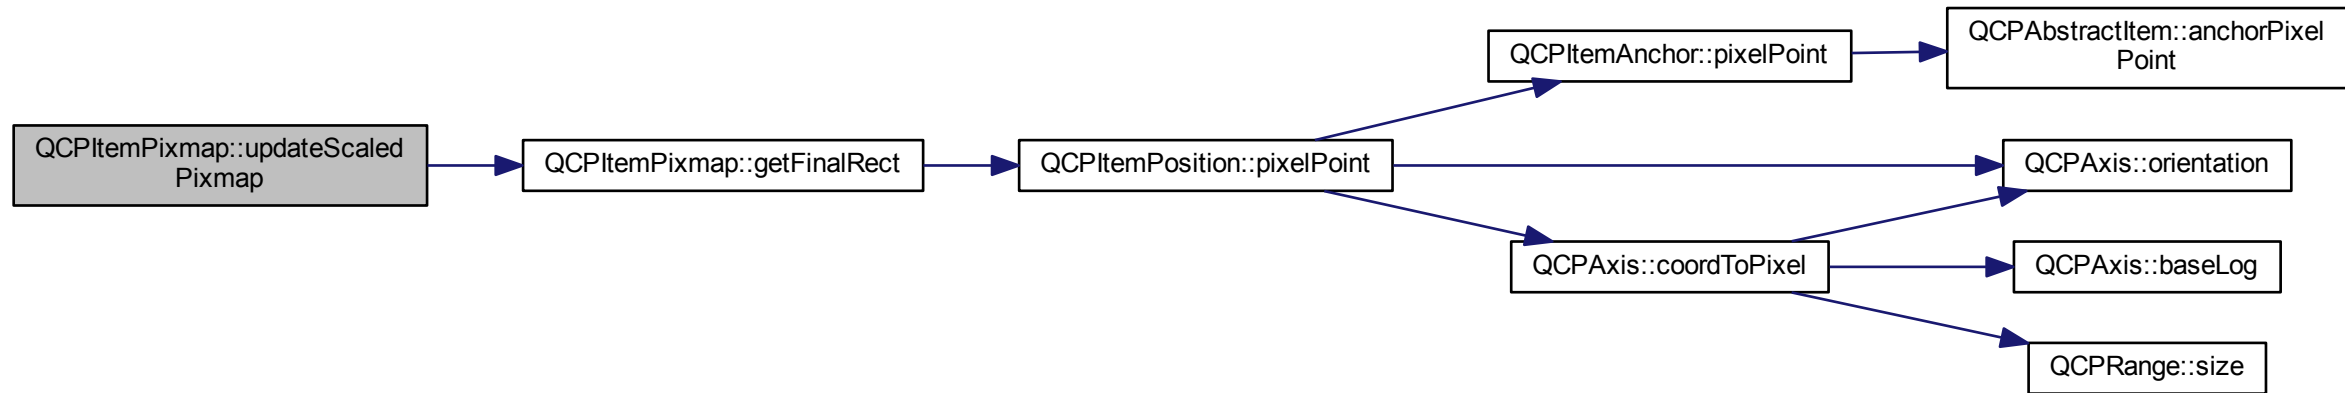 QCPItemPixmap::updateScaled
Pixmap
QCPItemPixmap::getFinalRect
QCPItemPosition::pixelPoint
QCPItemAnchor::pixelPoint
QCPAbstractItem::anchorPixel
Point
QCPAxis::orientation
QCPAxis::coordToPixel
QCPAxis::baseLog
QCPRange::size